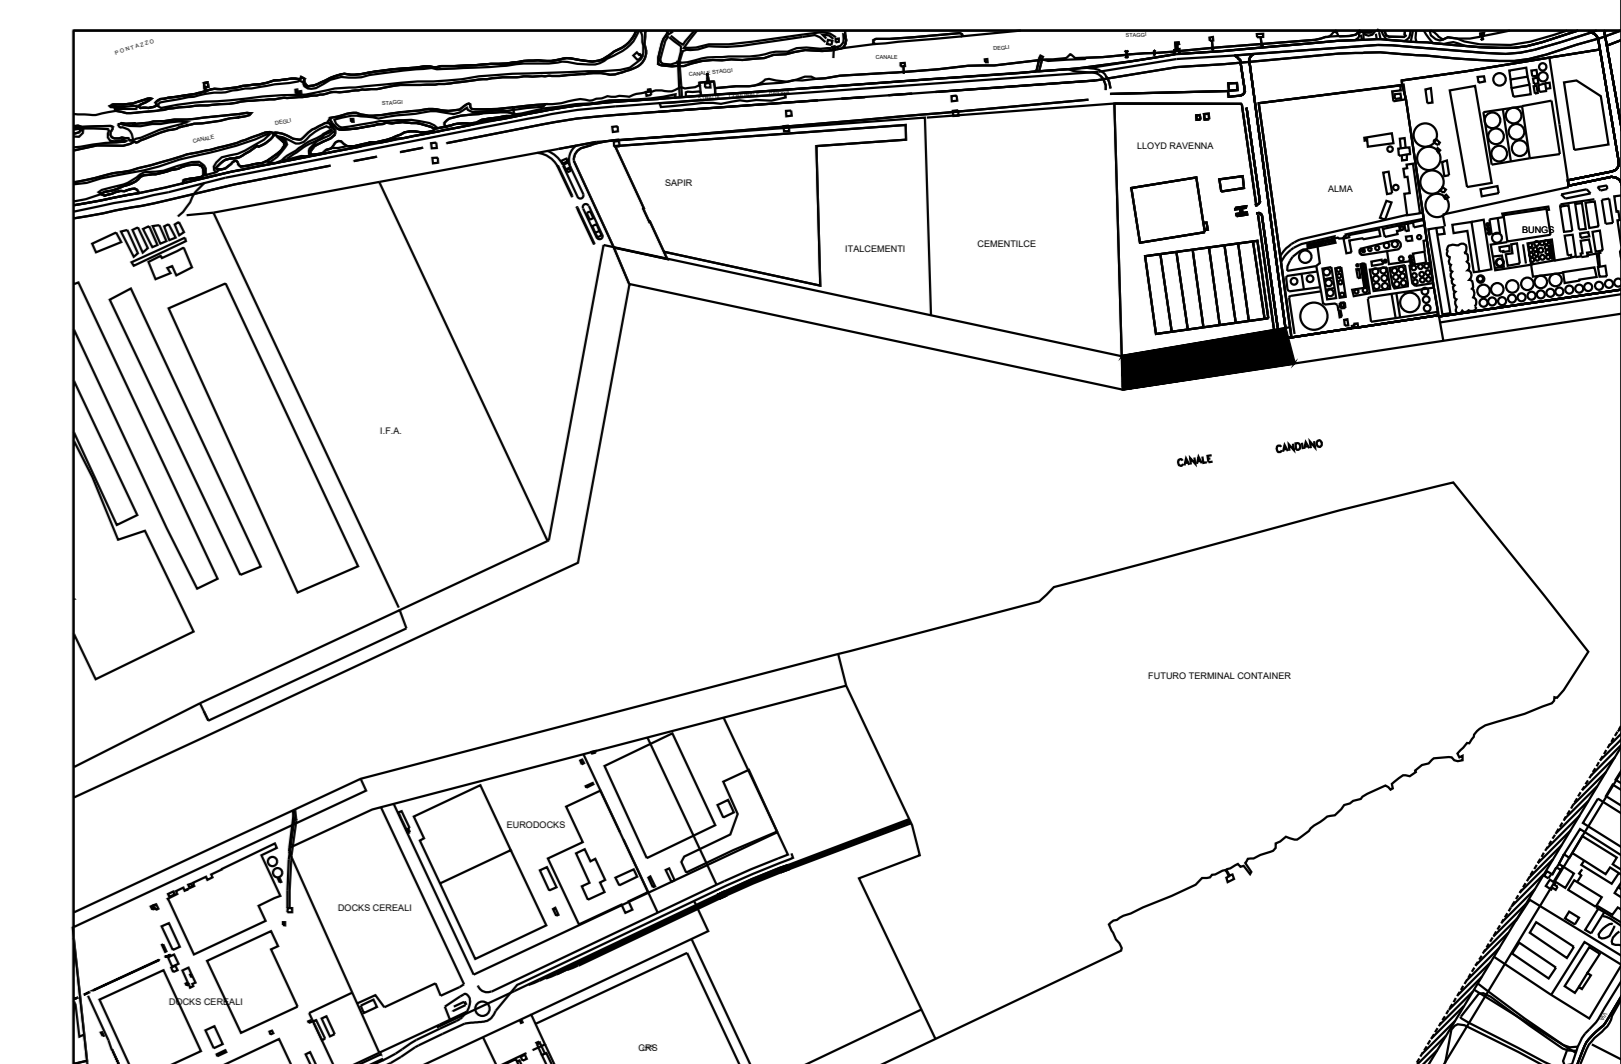 PONTAZZO
CANALE
DEGLI
STAGGI
CANALE STAGGI
CANALE
DEGLI
STAGGI
LLOYD RAVENNA
SAPIR
ALMA
BUNGE
ITALCEMENTI
CEMENTILCE
I.F.A.
CANALE
CANDIANO
FUTURO TERMINAL CONTAINER
EURODOCKS
DOCKS CEREALI
DOCKS CEREALI